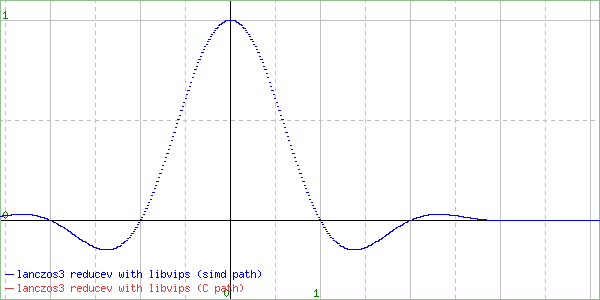 1
0
lanczos3 reducev with libvips (simd path)
lanczos3 reducev with libvips (C path)
0 1